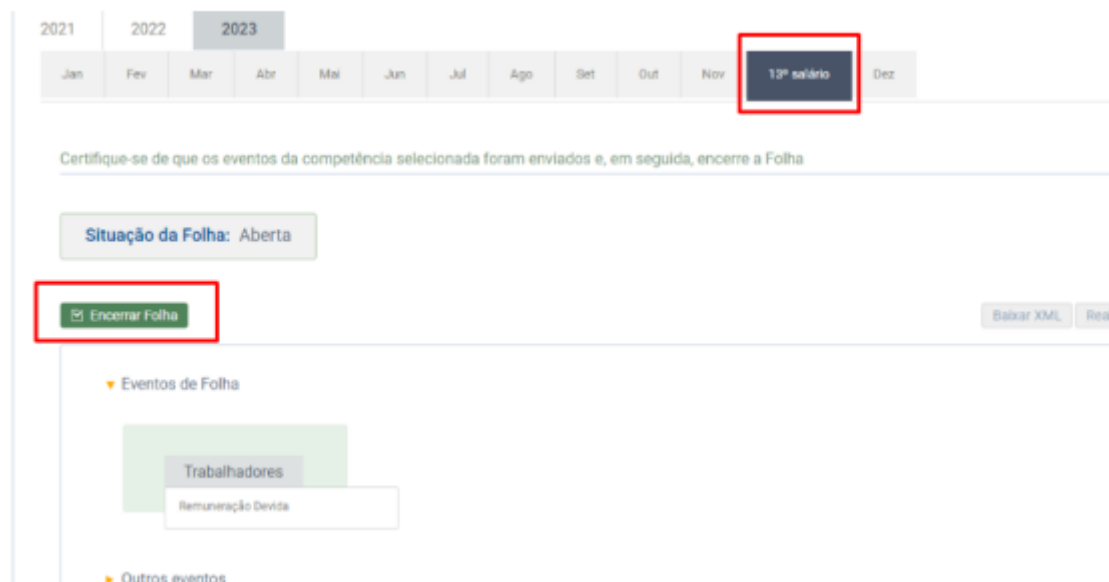 2021 2022 2023
Jan Fev Mar Abr Mai Jun Jul Ago Set Out Nov 13º salário Dez
Certifique-se de que os eventos da competência selecionada foram enviados e, em seguida, encerre a Folha
Situação da Folha: Aberta
Encerrar Folha Baixar XML Rea
Eventos de Folha
Trabalhadores
Remuneração Devida
Outros eventos